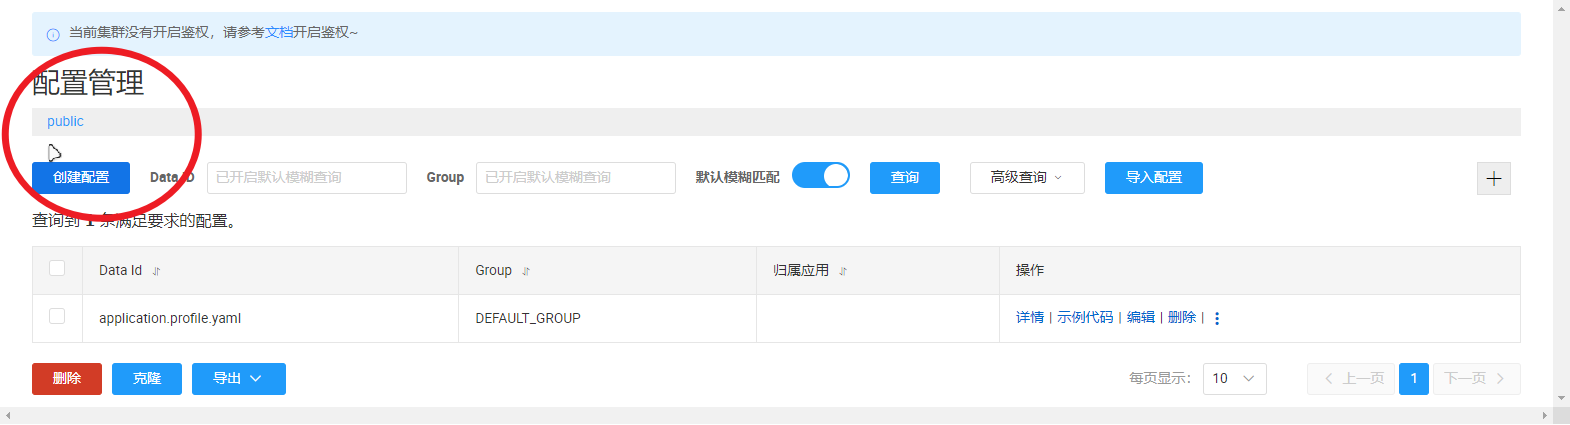 当前集群没有开启鉴权，请参考文档开启鉴权~
配置管理
public
创建配置 Data ID 已开启默认模糊查询 Group 已开启默认模糊查询 默认模糊匹配 查询 高级查询 导入配置
查询到 1 条满足要求的配置。
Data Id Group 归属应用 操作
application.profile.yaml DEFAULT_GROUP 详情 | 示例代码 | 编辑 | 删除 |
删除 克隆 导出 每页显示： 10 上一页 1 下一页